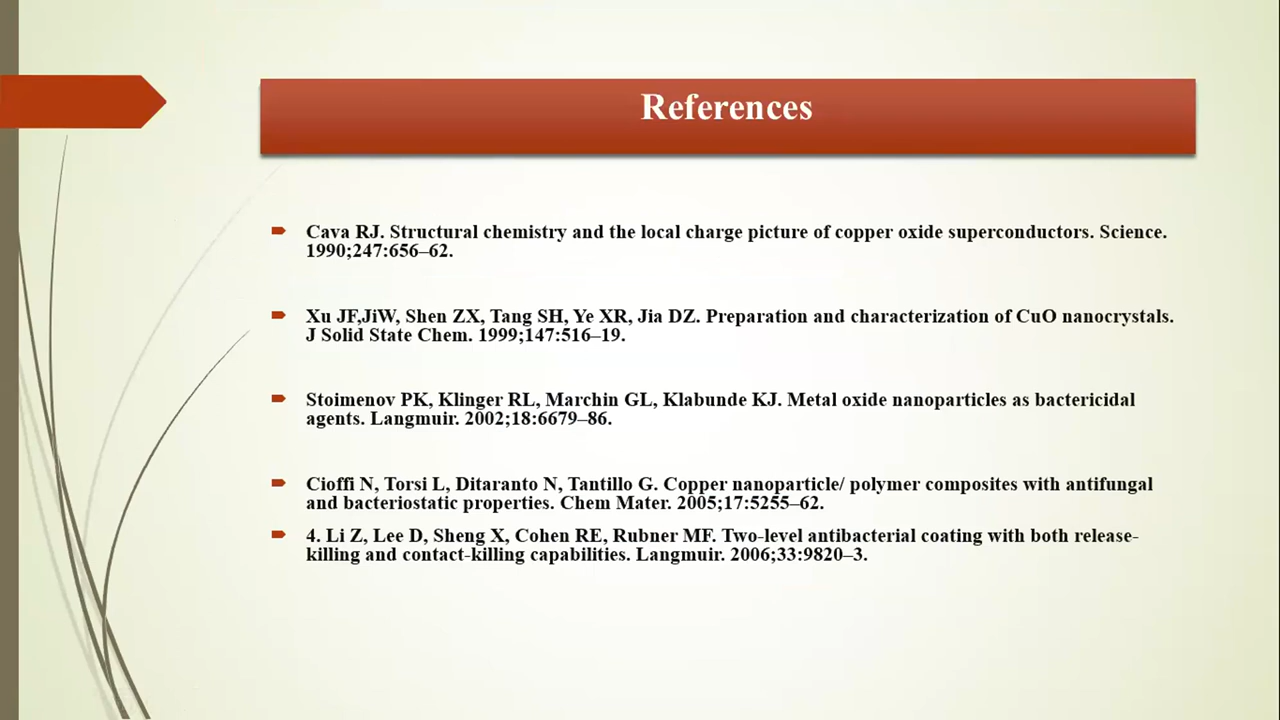 References
Cava RJ. Structural chemistry and the local charge picture of copper oxide superconductors. Science.
1990;247:656–62.
Xu JF,JiW, Shen ZX, Tang SH, Ye XR, Jia DZ. Preparation and characterization of CuO nanocrystals.
J Solid State Chem. 1999;147:516–19.
Stoimenov PK, Klinger RL, Marchin GL, Klabunde KJ. Metal oxide nanoparticles as bactericidal
agents. Langmuir. 2002;18:6679–86.
Cioffi N, Torsi L, Ditaranto N, Tantillo G. Copper nanoparticle/ polymer composites with antifungal
and bacteriostatic properties. Chem Mater. 2005;17:5255–62.
4. Li Z, Lee D, Sheng X, Cohen RE, Rubner MF. Two-level antibacterial coating with both release-
killing and contact-killing capabilities. Langmuir. 2006;33:9820–3.